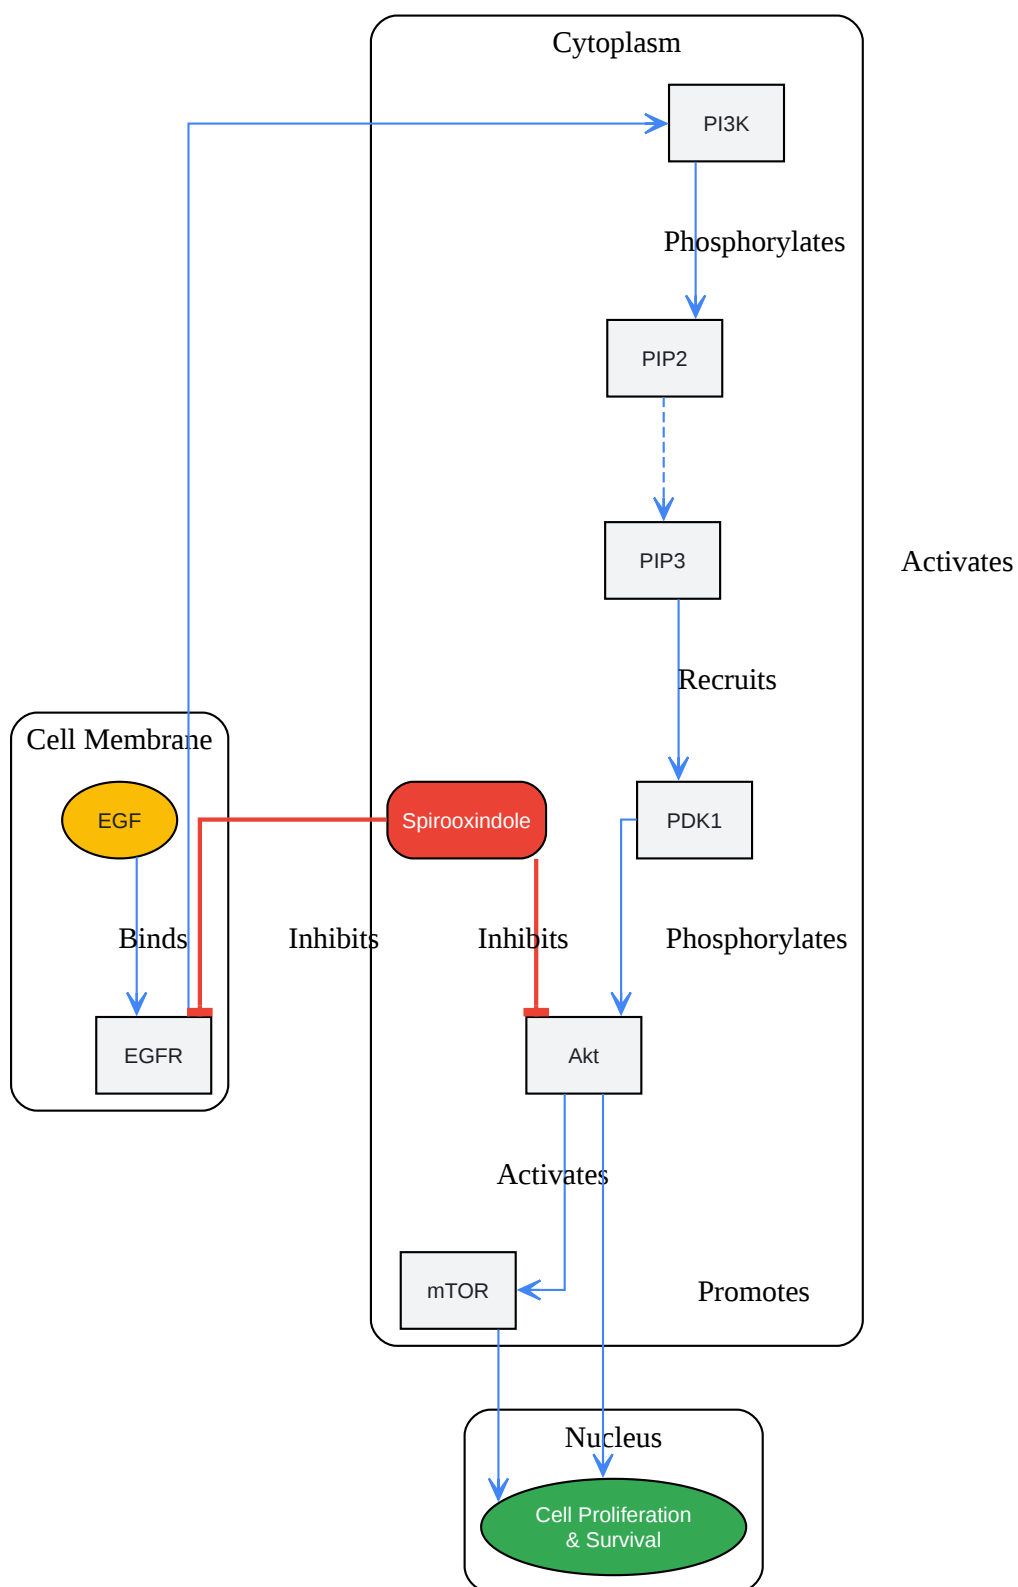 Cytoplasm
PI3K
Phosphorylates
PIP2
PIP3
Activates
Recruits
Cell Membrane
EGF
Spirooxindole
PDK1
Binds
Inhibits
Inhibits
Phosphorylates
EGFR
Akt
Activates
mTOR
Promotes
Nucleus
Cell Proliferation
& Survival